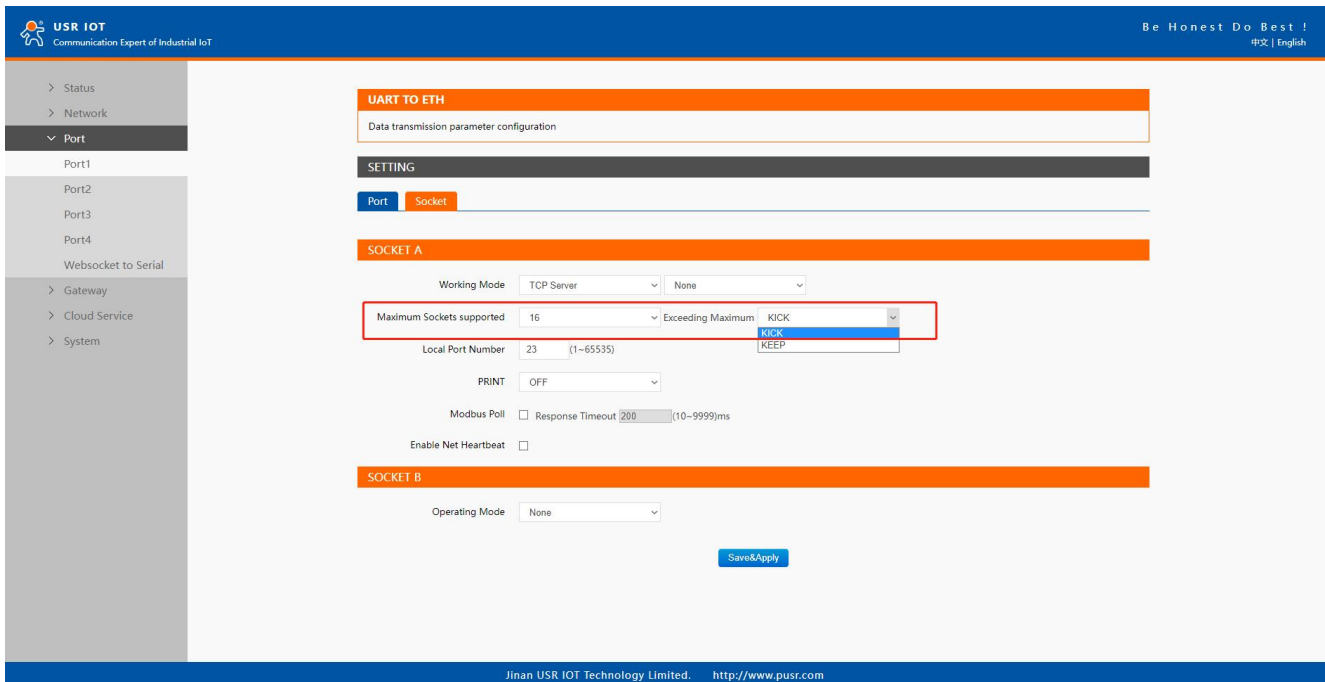 USR IOT
Communication Expert of Industrial IoT
Be Honest Do Best !
中文 | English
Status
Network
Port
Port1
Port2
Port3
Port4
Websocket to Serial
Gateway
Cloud Service
System
UART TO ETH
Data transmission parameter configuration
SETTING
Port Socket
SOCKET A
Working Mode TCP Server None
Maximum Sockets supported 16 Exceeding Maximum KICK
KICK
KEEP
Local Port Number 23 (1~65535)
PRINT OFF
Modbus Poll Response Timeout 200 (10~9999)ms
Enable Net Heartbeat
SOCKET B
Operating Mode None
Save&Apply
Jinan USR IOT Technology Limited. http://www.pusr.com